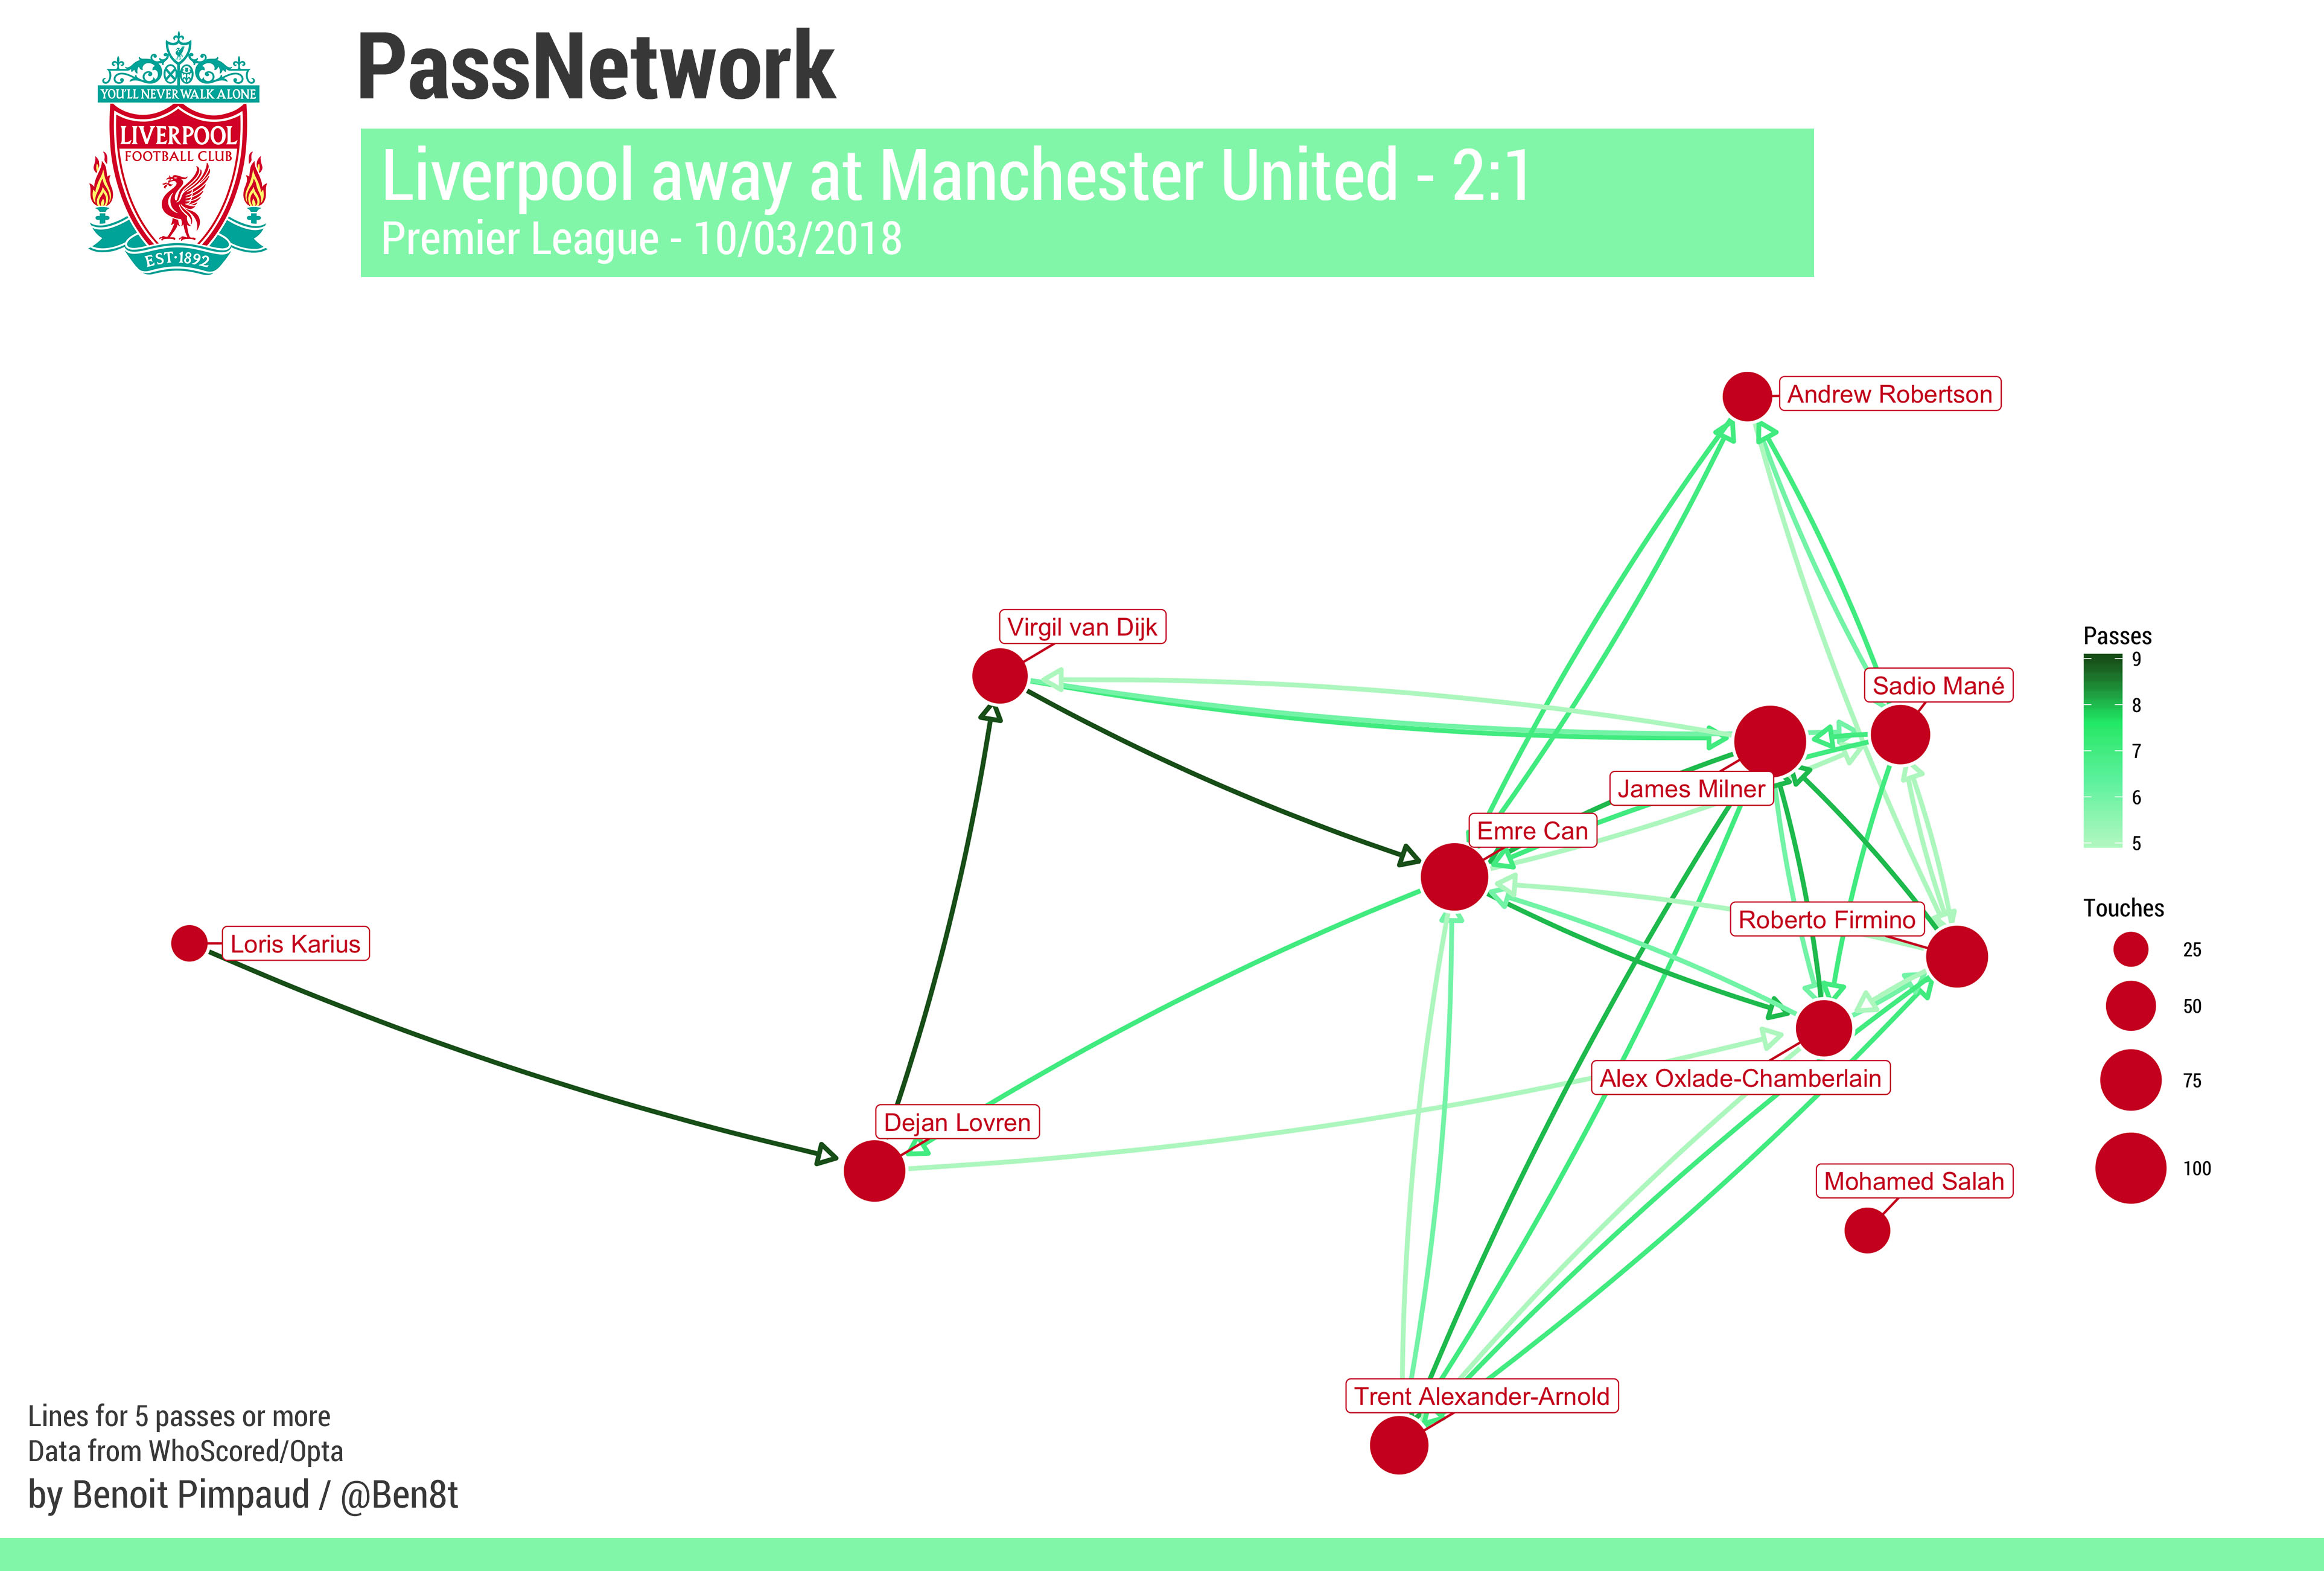 YOU'LL NEVER WALK ALONE
LIVERPOOL
FOOTBALL CLUB
EST·1892
PassNetwork
Liverpool away at Manchester United - 2:1
Premier League - 10/03/2018
Andrew Robertson
Virgil van Dijk
Sadio Mané
James Milner
Emre Can
Roberto Firmino
Loris Karius
Alex Oxlade-Chamberlain
Dejan Lovren
Mohamed Salah
Trent Alexander-Arnold
Passes
9
8
7
6
5
Touches
25
50
75
100
Lines for 5 passes or more
Data from WhoScored/Opta
by Benoit Pimpaud / @Ben8t